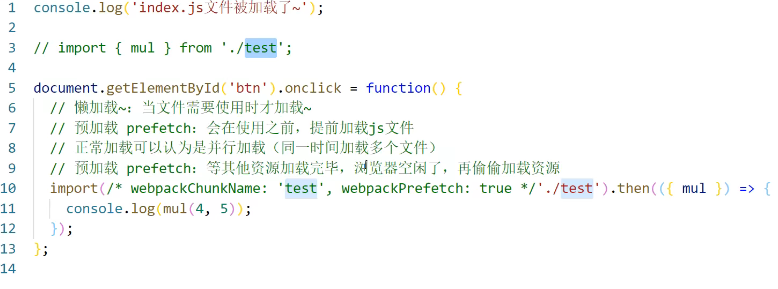 1 console.log('index.js文件被加载了~');
2
3 // import { mul } from './test';
4
5 document.getElementById('btn').onclick = function() {
6 // 懒加载~：当文件需要使用时才加载~
7 // 预加载 prefetch：会在使用之前，提前加载js文件
8 // 正常加载可以认为是并行加载（同一时间加载多个文件）
9 // 预加载 prefetch：等其他资源加载完毕，浏览器空闲了，再偷偷加载资源
10 import(/* webpackChunkName: 'test', webpackPrefetch: true */'./test').then(({ mul }) => {
11 console.log(mul(4, 5));
12 });
13 };
14